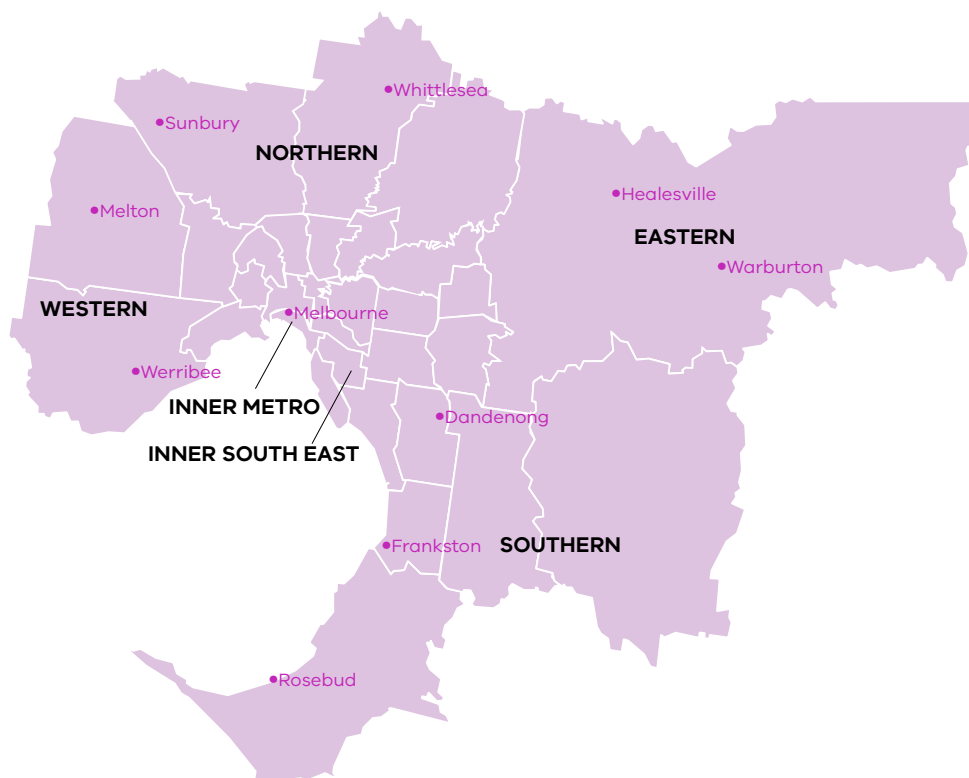 Whittlesea
Sunbury
NORTHERN
Healesville
Melton
EASTERN
Warburton
WESTERN
Melbourne
Werribee
INNER METRO
Dandenong
INNER SOUTH EAST
Frankston
SOUTHERN
Rosebud